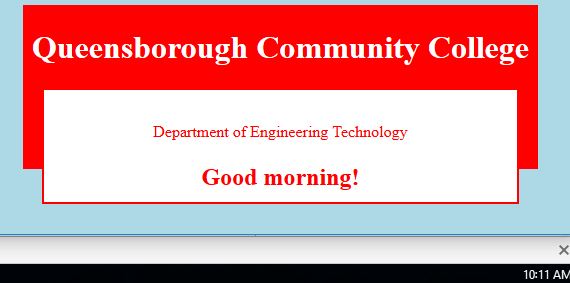 Queensborough Community College
Department of Engineering Technology
Good morning!
10:11 AM